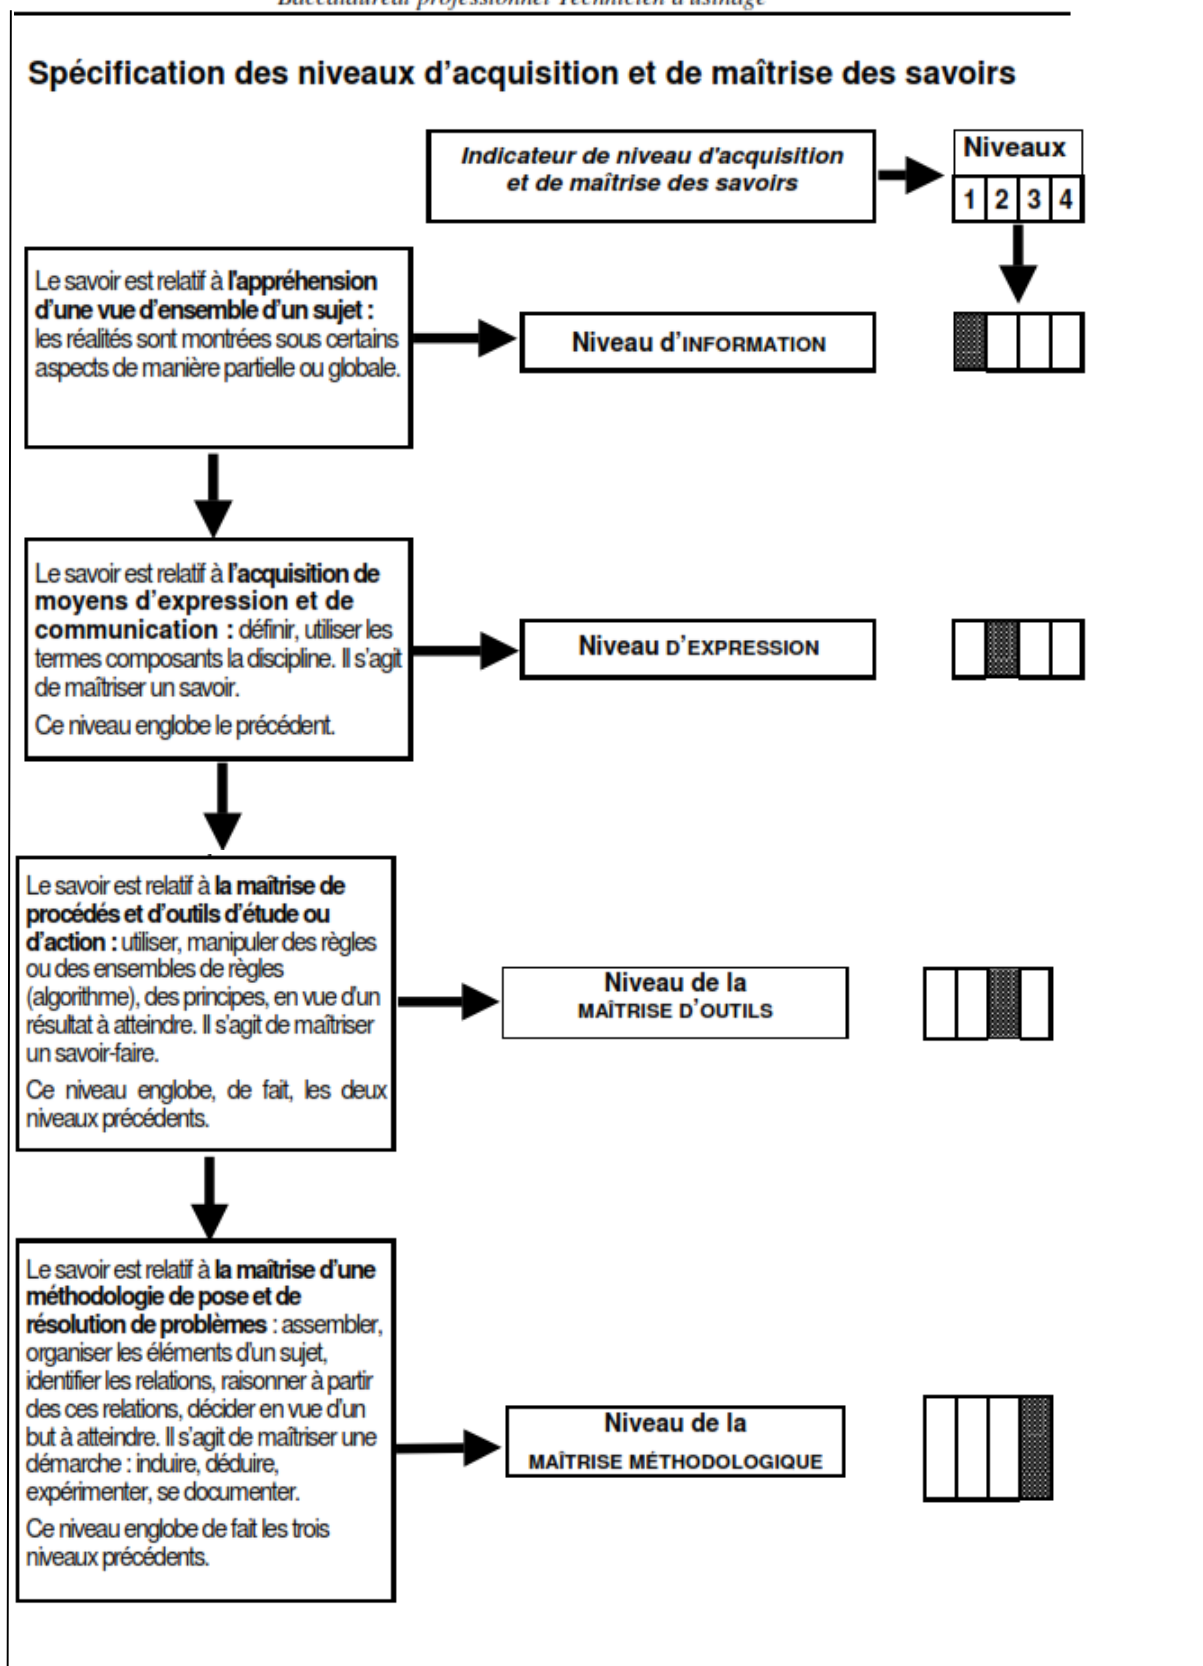 Baccalauréat professionnel Technicien d'usinage
Spécification des niveaux d'acquisition et de maîtrise des savoirs
Indicateur de niveau d'acquisition
et de maîtrise des savoirs
Niveaux
1 2 3 4
Le savoir est relatif à l'appréhension
d'une vue d'ensemble d'un sujet :
les réalités sont montrées sous certains
aspects de manière partielle ou globale.
Niveau d'INFORMATION
Le savoir est relatif à l'acquisition de
moyens d'expression et de
communication : définir, utiliser les
termes composants la discipline. Il s'agit
de maîtriser un savoir.
Ce niveau englobe le précédent.
Niveau D'EXPRESSION
Le savoir est relatif à la maîtrise de
procédés et d'outils d'étude ou
d'action : utiliser, manipuler des règles
ou des ensembles de règles
(algorithme), des principes, en vue d'un
résultat à atteindre. Il s'agit de maîtriser
un savoir-faire.
Ce niveau englobe, de fait, les deux
niveaux précédents.
Niveau de la
MAÎTRISE D'OUTILS
Le savoir est relatif à la maîtrise d'une
méthodologie de pose et de
résolution de problèmes : assembler,
organiser les éléments d'un sujet,
identifier les relations, raisonner à partir
des ces relations, décider en vue d'un
but à atteindre. Il s'agit de maîtriser une
démarche : induire, déduire,
expérimenter, se documenter.
Ce niveau englobe de fait les trois
niveaux précédents.
Niveau de la
MAÎTRISE MÉTHODOLOGIQUE